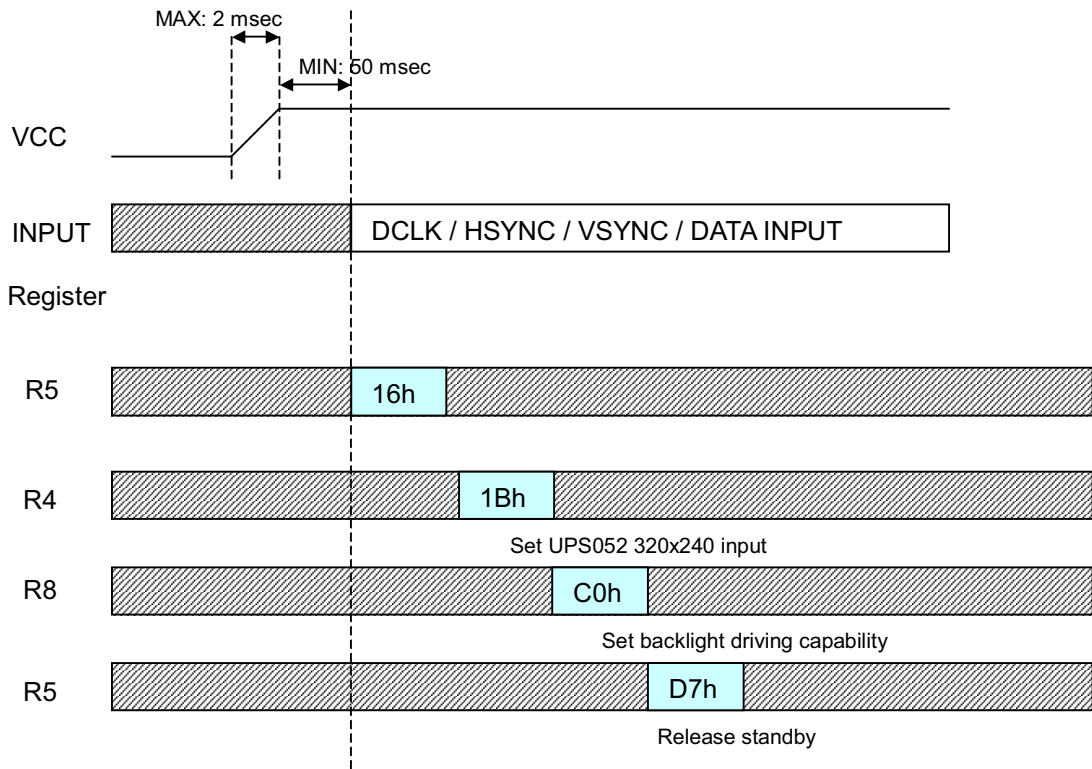 MAX: 2 msec
MIN: 50 msec
VCC
INPUT
DCLK / HSYNC / VSYNC / DATA INPUT
Register
R5
16h
R4
1Bh
Set UPS052 320x240 input
R8
C0h
Set backlight driving capability
R5
D7h
Release standby